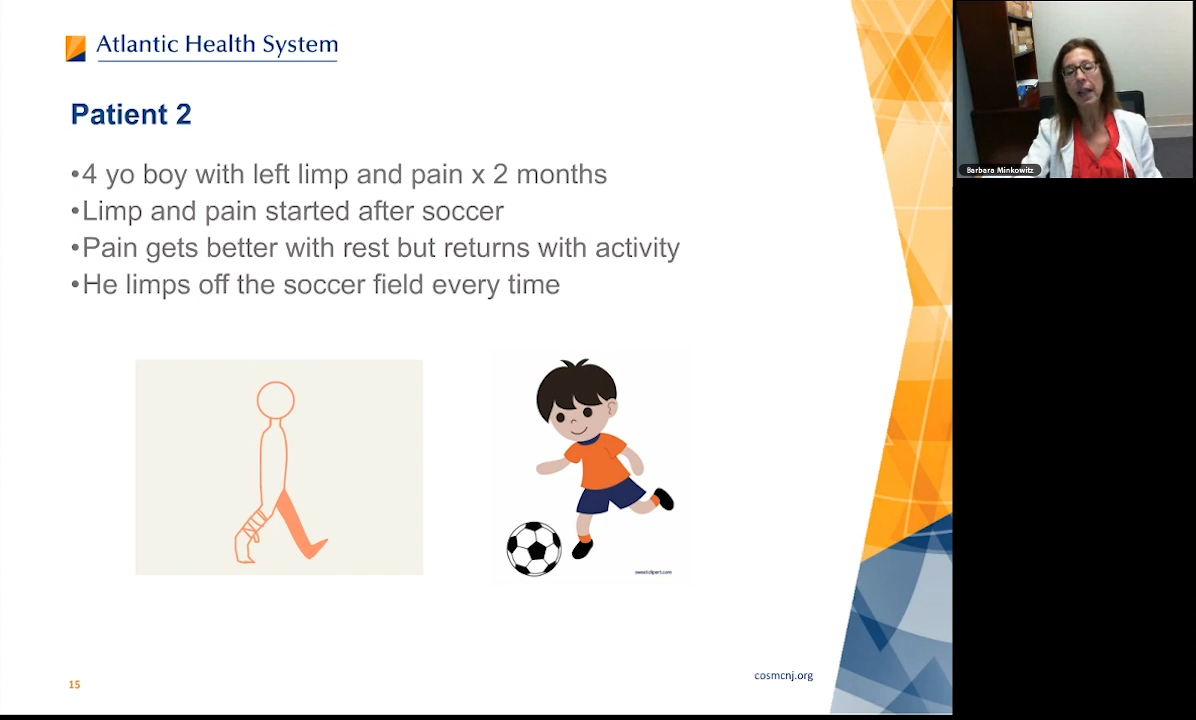 Atlantic Health System
Patient 2
•4 yo boy with left limp and pain x 2 months
•Limp and pain started after soccer
•Pain gets better with rest but returns with activity
•He limps off the soccer field every time
sweetclipart.com
15
cosmcnj.org
Barbara Minkowitz